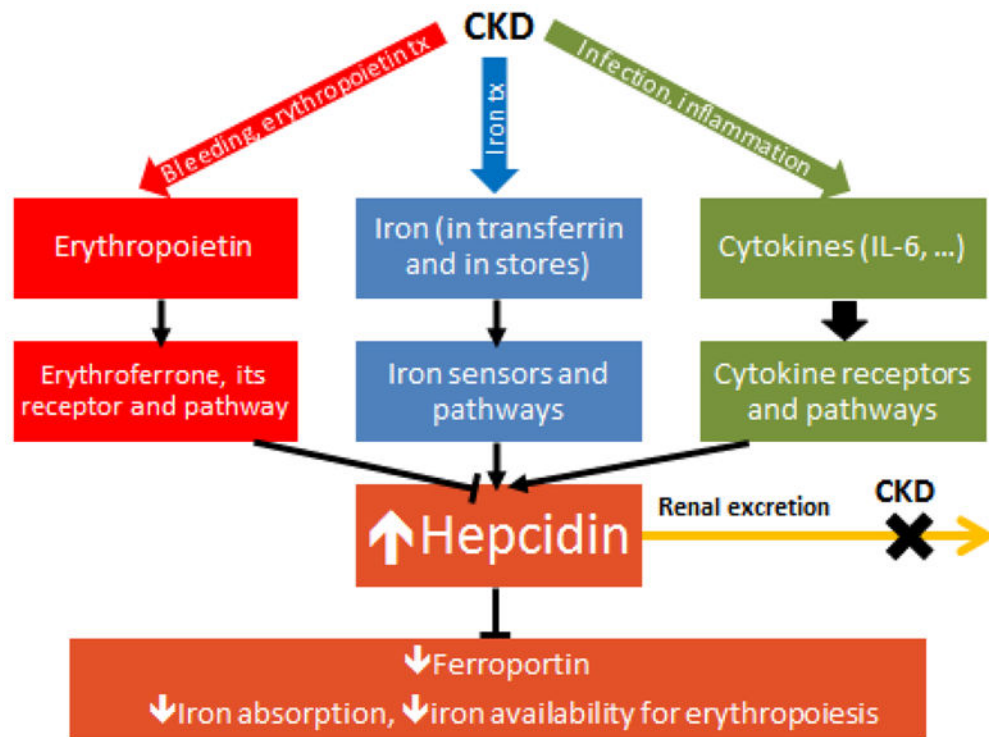 CKD
Bleeding, erythropoietin tx
Iron tx
Infection, inflammation
Erythropoietin
Iron (in transferrin
and in stores)
Cytokines (IL-6, ...)
Erythroferrone, its
receptor and pathway
Iron sensors and
pathways
Cytokine receptors
and pathways
Hepcidin
Renal excretion
CKD
Ferroportin
Iron absorption, iron availability for erythropoiesis